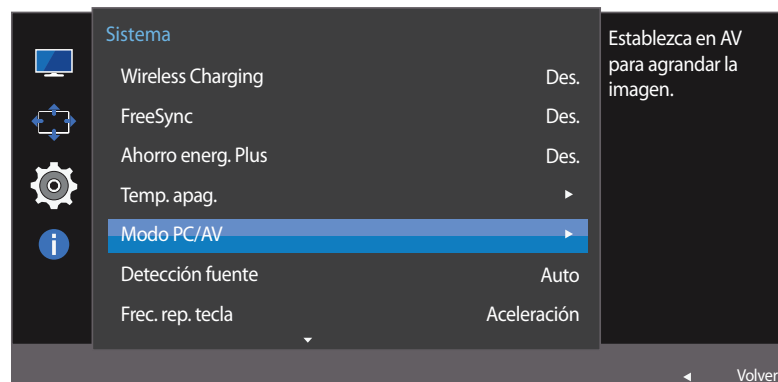 Sistema
Wireless Charging Des.
FreeSync Des.
Ahorro energ. Plus Des.
Temp. apag.
Modo PC/AV
Detección fuente Auto
Frec. rep. tecla Aceleración
Establezca en AV
para agrandar la
imagen.
Volver